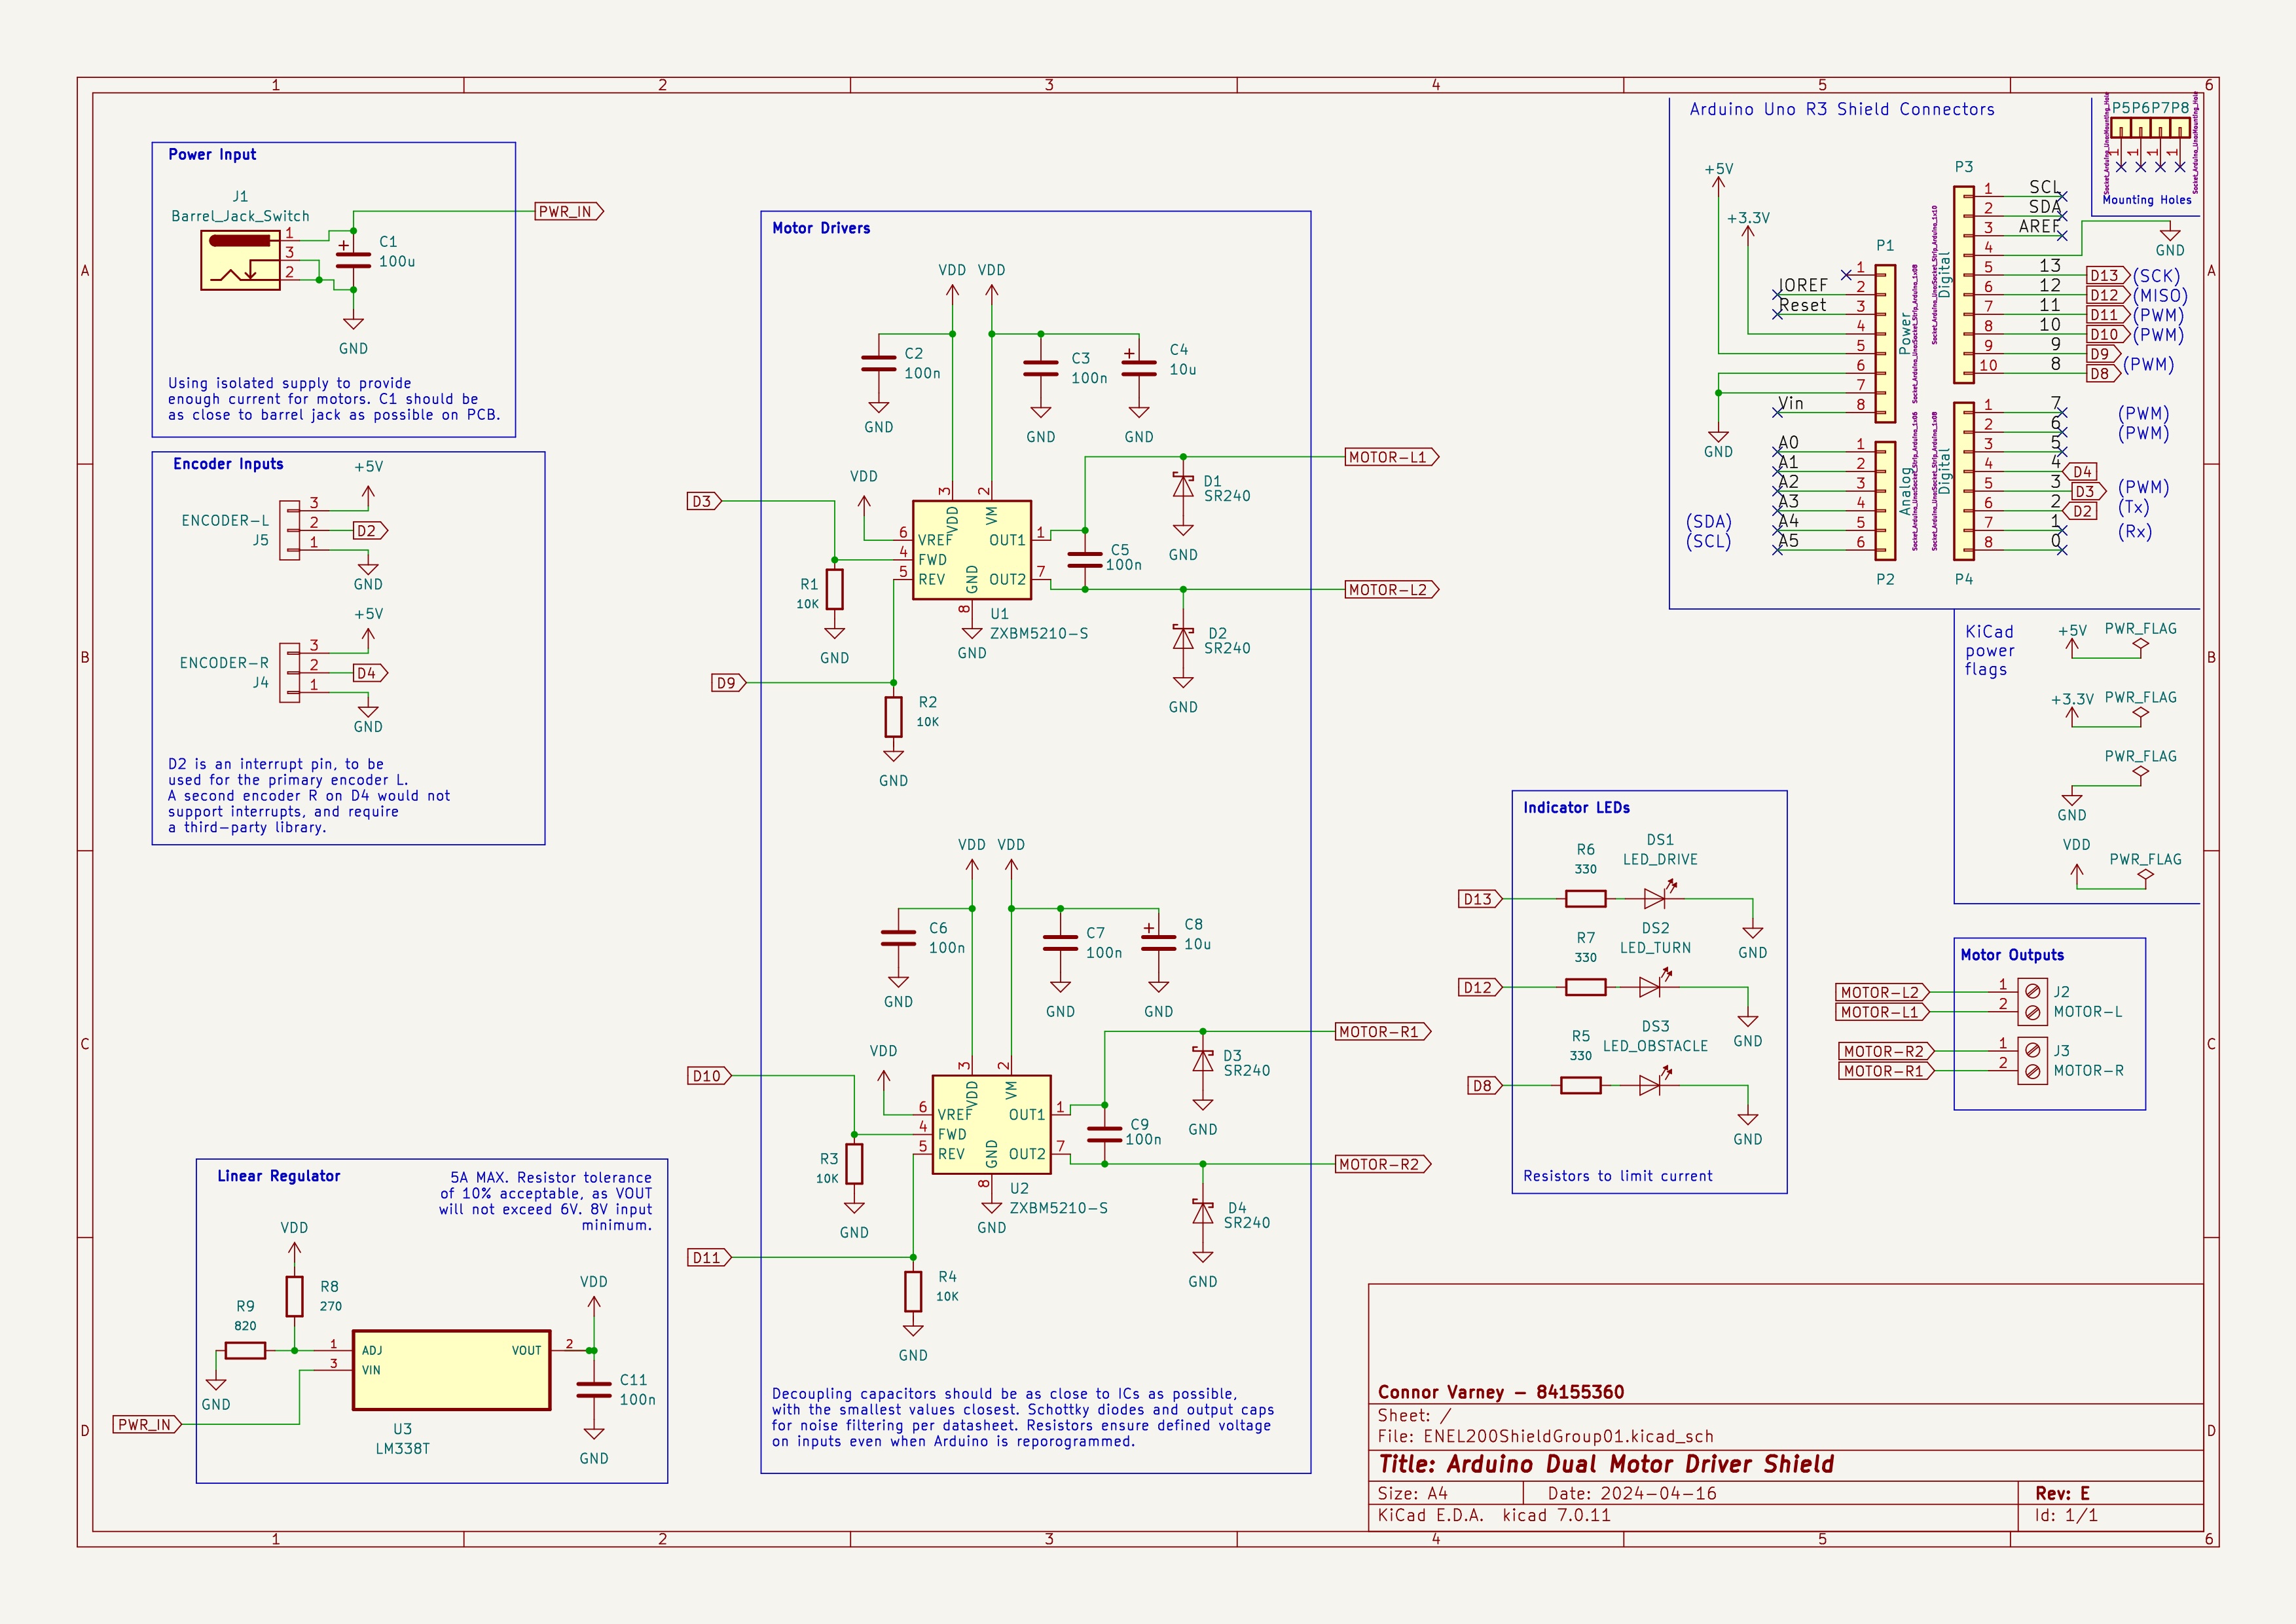 1 2 3 4 5 6
A
B
C
D
Power Input
J1
Barrel_Jack_Switch
1
3
2
+
C1
100u
PWR_IN
GND
Using isolated supply to provide
enough current for motors. C1 should be
as close to barrel jack as possible on PCB.
Encoder Inputs
+5V
ENCODER-L
J5
3
2
1
D2
GND
+5V
ENCODER-R
J4
3
2
1
D4
GND
D2 is an interrupt pin, to be
used for the primary encoder L.
A second encoder R on D4 would not
support interrupts, and require
a third-party library.
Linear Regulator
5A MAX. Resistor tolerance
of 10% acceptable, as VOUT
will not exceed 6V. 8V input
minimum.
VDD
R8
270
R9
820
GND
1
3
ADJ
VIN
VOUT
2
VDD
C11
100n
GND
PWR_IN
U3
LM338T
Motor Drivers
VDD VDD
C2
100n
GND
C3
100n
GND
+
C4
10u
GND
VDD
D3
3
2
VDD
VM
6 VREF
4 FWD
5 REV
OUT1 1
OUT2 7
GND
8
GND
U1
ZXBM5210-S
R1
10K
GND
D9
R2
10K
GND
C5
100n
D1
SR240
GND
D2
SR240
GND
MOTOR-L1
MOTOR-L2
VDD VDD
C6
100n
GND
C7
100n
GND
+
C8
10u
GND
VDD
D10
3
2
VDD
VM
6 VREF
4 FWD
5 REV
OUT1 1
OUT2 7
GND
8
GND
U2
ZXBM5210-S
R3
10K
GND
D11
R4
10K
GND
C9
100n
D3
SR240
GND
D4
SR240
GND
MOTOR-R1
MOTOR-R2
Decoupling capacitors should be as close to ICs as possible,
with the smallest values closest. Schottky diodes and output caps
for noise filtering per datasheet. Resistors ensure defined voltage
on inputs even when Arduino is reporogrammed.
Arduino Uno R3 Shield Connectors
+5V
+3.3V
P1
Power
1
IOREF 2
Reset 3
4
5
6
7
Vin 8
GND
A0 1
A1 2
A2 3
A3 4
(SDA) A4 5
(SCL) A5 6
Analog
P2
P3
Digital
1 SCL
2 SDA
3 AREF
4
GND
5 13 D13 (SCK)
6 12 D12 (MISO)
7 11 D11 (PWM)
8 10 D10 (PWM)
9 9 D9
10 8 D8 (PWM)
Digital
1 7 (PWM)
2 6 (PWM)
3 5
4 4 D4
5 3 D3 (PWM)
6 2 D2 (Tx)
7 1 (Rx)
8 0
P4
P5P6P7P8
1 1 1 1
Mounting Holes
KiCad
power
flags
+5V PWR_FLAG
+3.3V PWR_FLAG
PWR_FLAG
GND
VDD
PWR_FLAG
Indicator LEDs
R6
330
DS1
LED_DRIVE
D13
GND
R7
330
DS2
LED_TURN
D12
GND
R5
330
DS3
LED_OBSTACLE
D8
GND
Resistors to limit current
Motor Outputs
MOTOR-L2 1
MOTOR-L1 2
J2
MOTOR-L
MOTOR-R2 1
MOTOR-R1 2
J3
MOTOR-R
Connor Varney - 84155360
Sheet: /
File: ENEL200ShieldGroup01.kicad_sch
Title: Arduino Dual Motor Driver Shield
Size: A4 Date: 2024-04-16 Rev: E
KiCad E.D.A. kicad 7.0.11 Id: 1/1
A
B
C
D
1 2 3 4 5 6